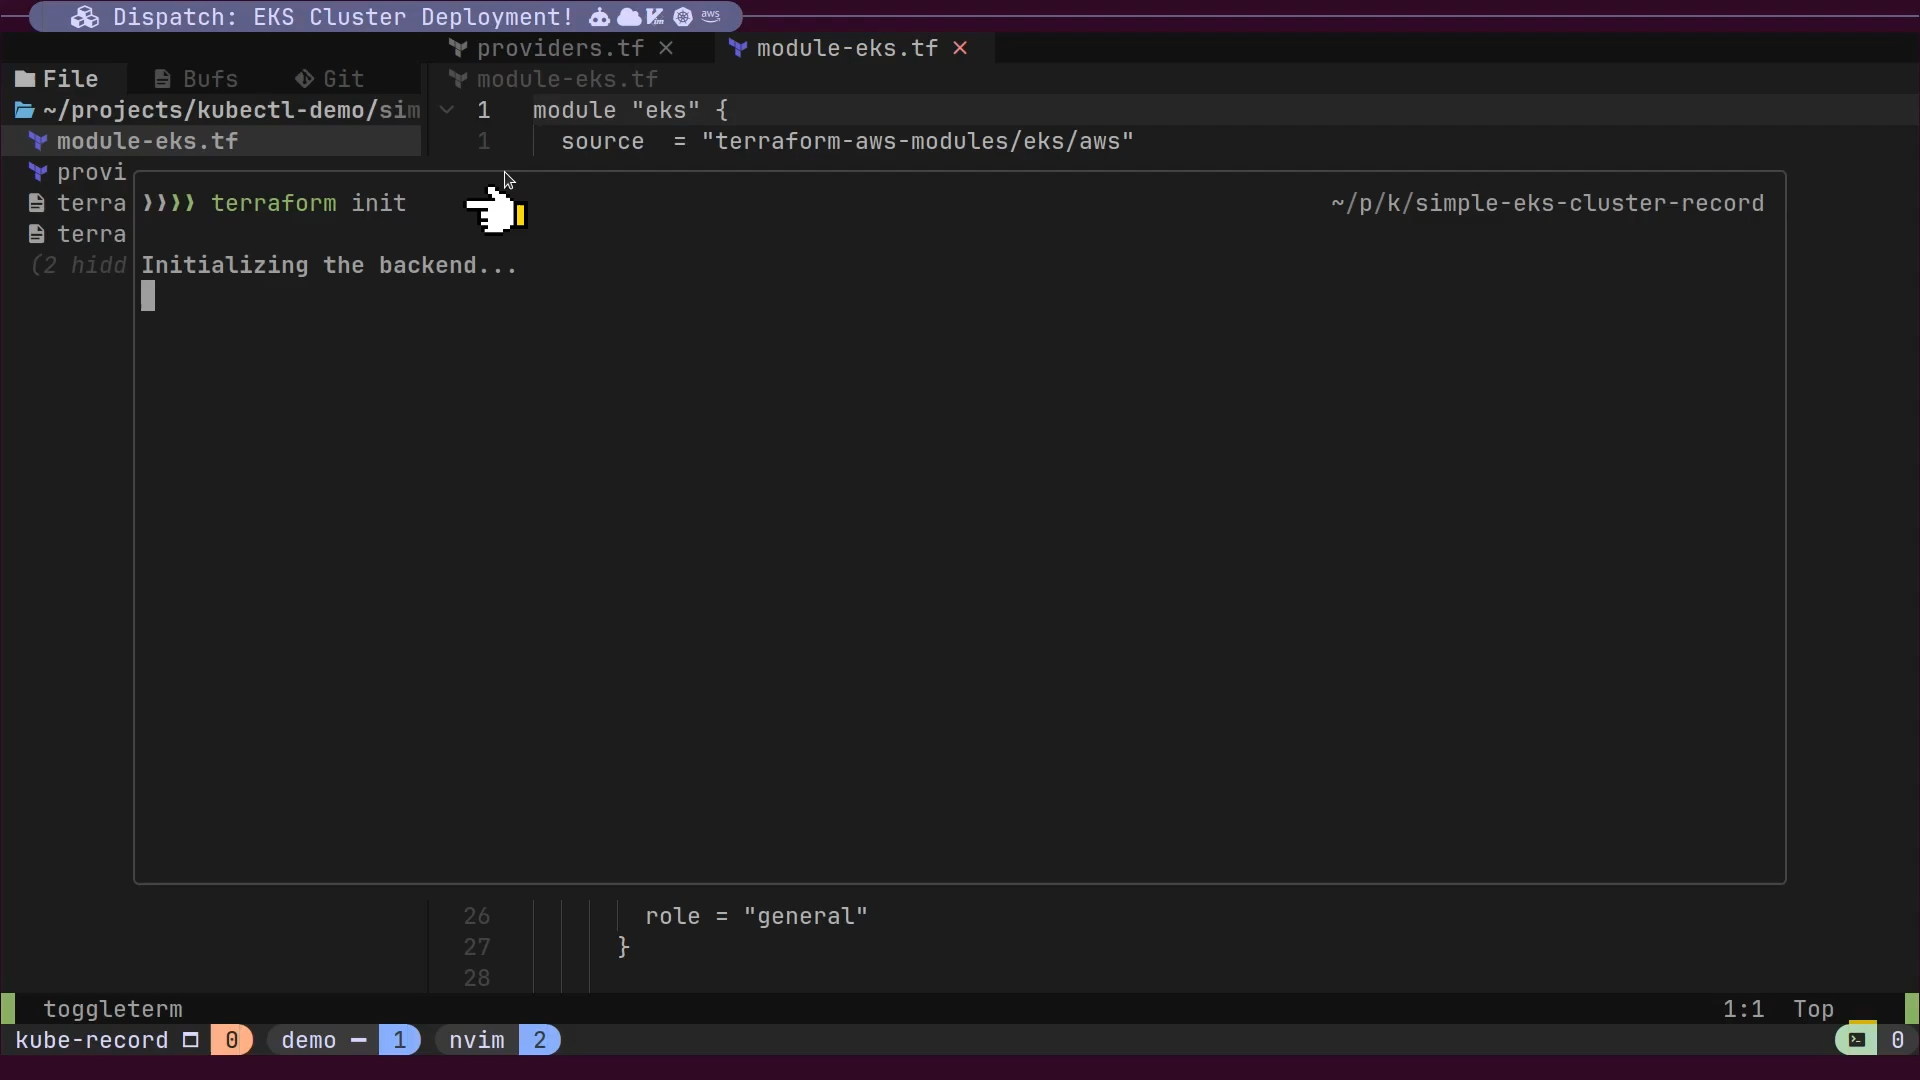 Dispatch: EKS Cluster Deployment! aws
providers.tf module-eks.tf
File Bufs Git module-eks.tf
~/projects/kubectl-demo/sim 1 module "eks" {
module-eks.tf 1 source = "terraform-aws-modules/eks/aws"
provi
terra ❯❯❯❯ terraform init ~/p/k/simple-eks-cluster-record
terra
(2 hidd Initializing the backend...
26 role = "general"
27 }
28
toggleterm 1:1 Top
kube-record 0 demo 1 nvim 2 0